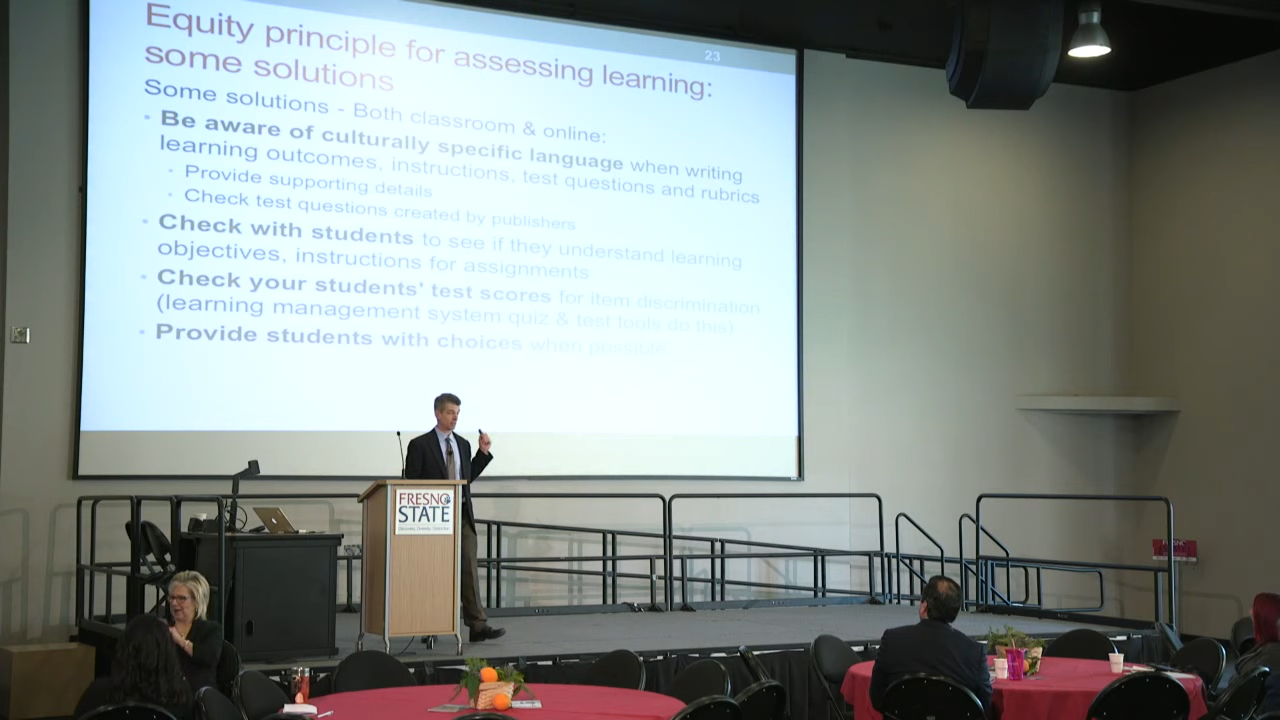 23
Equity principle for assessing learning:
some solutions
Some solutions - Both classroom & online:
• Be aware of culturally specific language when writing
learning outcomes, instructions, test questions and rubrics
• Provide supporting details
• Check test questions created by publishers
• Check with students to see if they understand learning
objectives, instructions for assignments
• Check your students' test scores for item discrimination
(learning management system quiz & test tools do this)
• Provide students with choices when possible
FRESNO
STATE